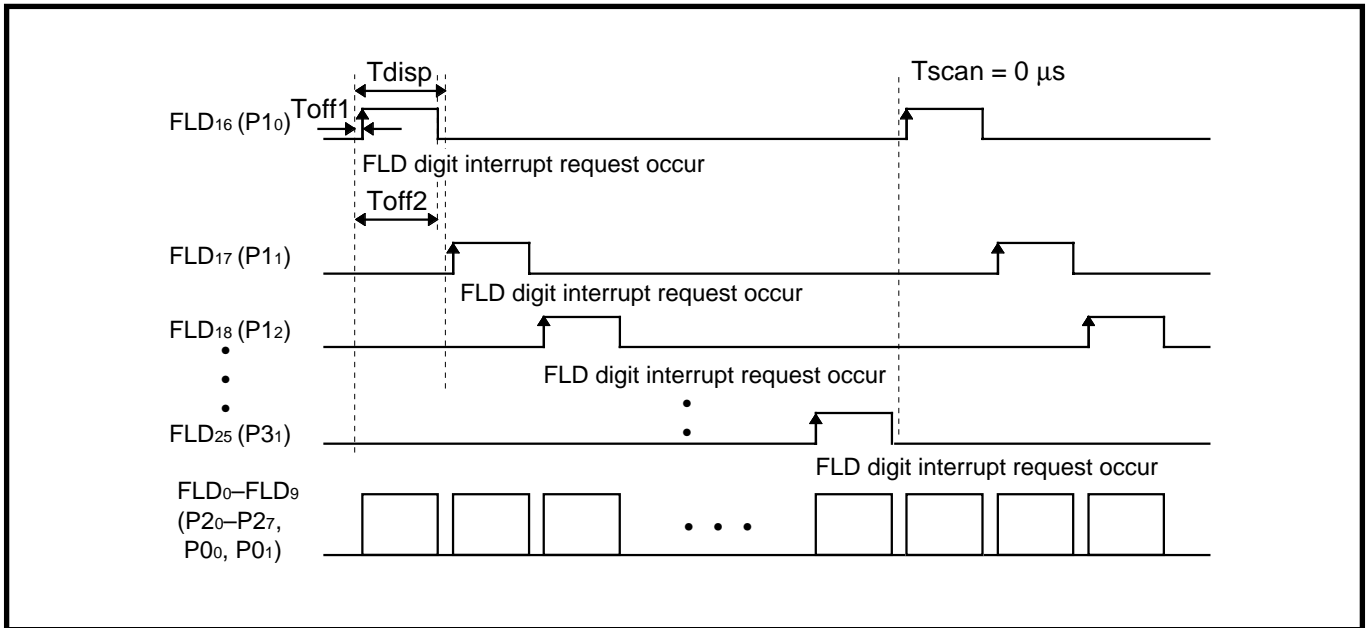 Tdisp
Tscan = 0 µs
Toff1
FLD16 (P10)
FLD digit interrupt request occur
Toff2
FLD17 (P11)
FLD digit interrupt request occur
FLD18 (P12)
FLD digit interrupt request occur
FLD25 (P31)
FLD digit interrupt request occur
FLD0–FLD9
(P20–P27,
P00, P01)